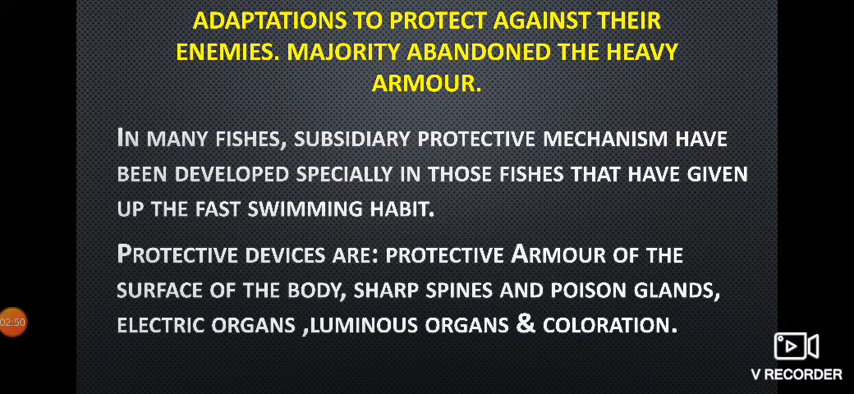 ADAPTATIONS TO PROTECT AGAINST THEIR
ENEMIES. MAJORITY ABANDONED THE HEAVY
ARMOUR.
IN MANY FISHES, SUBSIDIARY PROTECTIVE MECHANISM HAVE
BEEN DEVELOPED SPECIALLY IN THOSE FISHES THAT HAVE GIVEN
UP THE FAST SWIMMING HABIT.
PROTECTIVE DEVICES ARE: PROTECTIVE ARMOUR OF THE
SURFACE OF THE BODY, SHARP SPINES AND POISON GLANDS,
ELECTRIC ORGANS ,LUMINOUS ORGANS & COLORATION.
02:50
V RECORDER